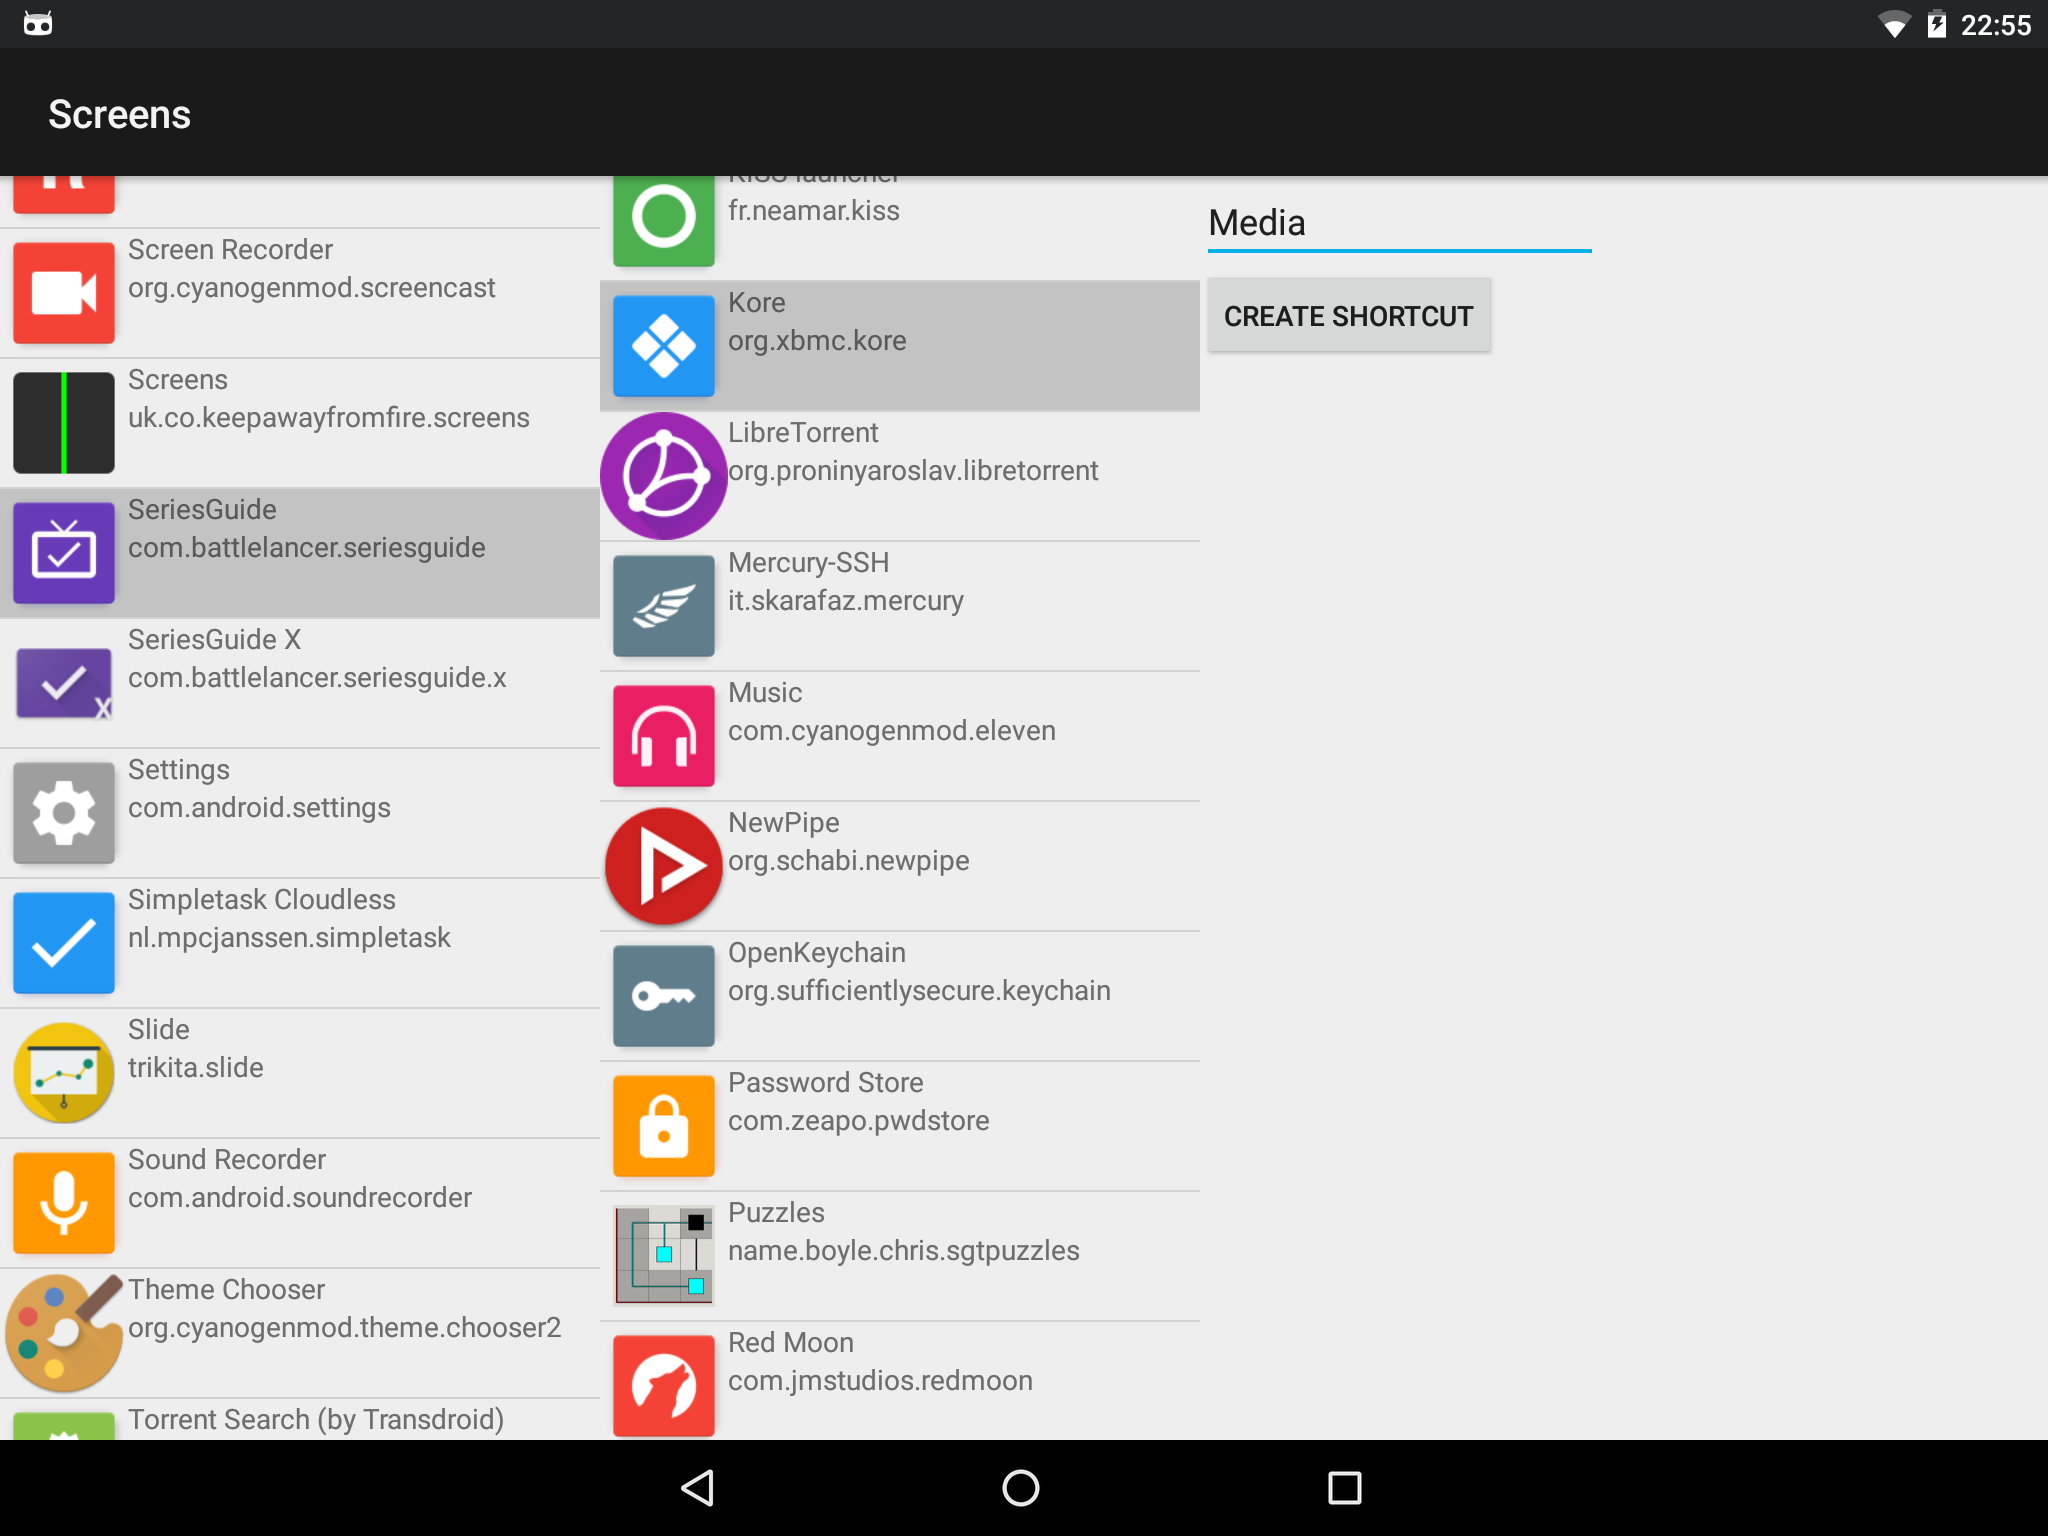 22:55
Screens
Screen Recorder
org.cyanogenmod.screencast
Screens
uk.co.keepawayfromfire.screens
SeriesGuide
com.battlelancer.seriesguide
SeriesGuide X
com.battlelancer.seriesguide.x
X
Settings
com.android.settings
Simpletask Cloudless
nl.mpcjanssen.simpletask
Slide
trikita.slide
Sound Recorder
com.android.soundrecorder
Theme Chooser
org.cyanogenmod.theme.chooser2
Torrent Search (by Transdroid)
KISS launcher
fr.neamar.kiss
Kore
org.xbmc.kore
LibreTorrent
org.proninyaroslav.libretorrent
Mercury-SSH
it.skarafaz.mercury
Music
com.cyanogenmod.eleven
NewPipe
org.schabi.newpipe
OpenKeychain
org.sufficientlysecure.keychain
Password Store
com.zeapo.pwdstore
Puzzles
name.boyle.chris.sgtpuzzles
Red Moon
com.jmstudios.redmoon
Media
CREATE SHORTCUT